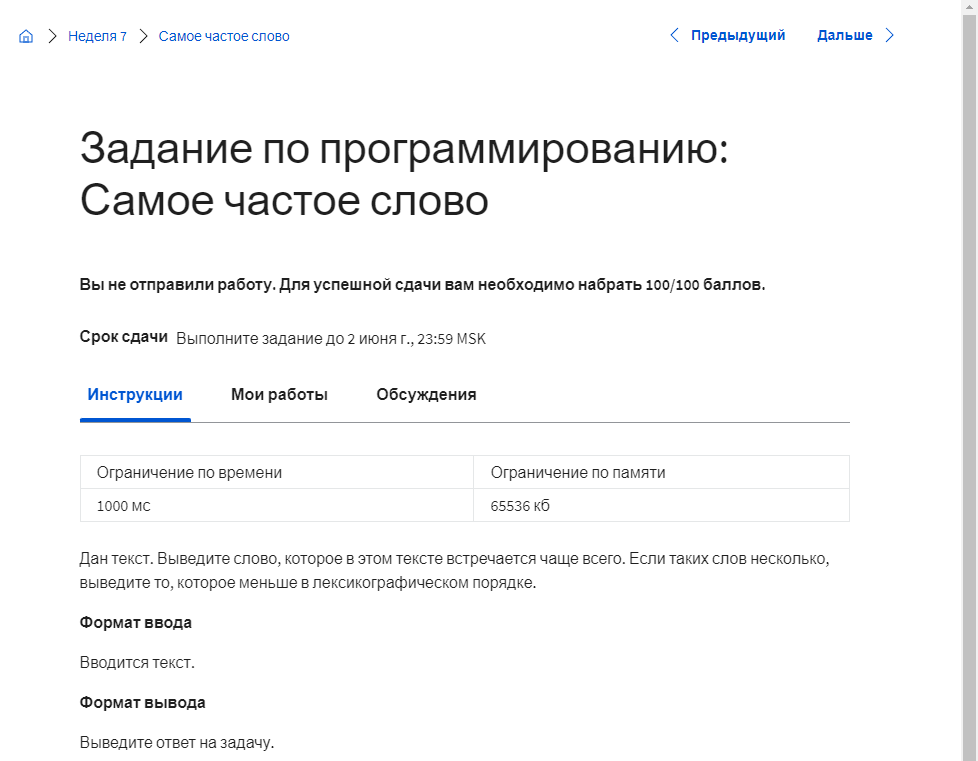 Неделя 7 Самое частое слово Предыдущий Дальше
Задание по программированию:
Самое частое слово
Вы не отправили работу. Для успешной сдачи вам необходимо набрать 100/100 баллов.
Срок сдачи Выполните задание до 2 июня г., 23:59 MSK
Инструкции Мои работы Обсуждения
Ограничение по времени Ограничение по памяти
1000 мс 65536 кб
Дан текст. Выведите слово, которое в этом тексте встречается чаще всего. Если таких слов несколько,
выведите то, которое меньше в лексикографическом порядке.
Формат ввода
Вводится текст.
Формат вывода
Выведите ответ на задачу.